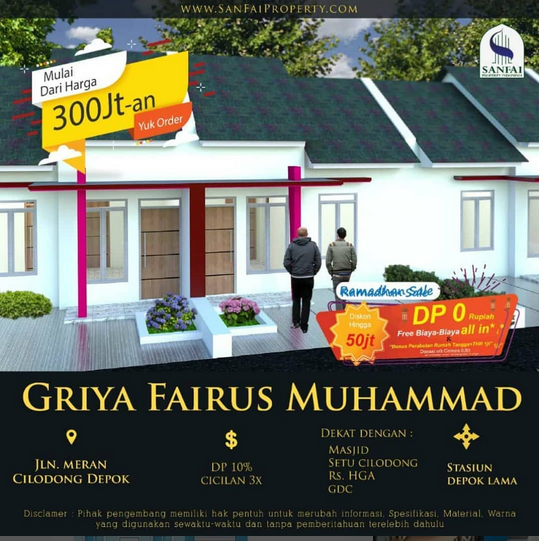 www.SanFaiProperty.com
SANFAI
Mulai
Dari Harga
300Jt-an
Yuk Order
Ramadhan Sale
Diskon
Hingga
50jt
DP 0 Rupiah
Free Biaya-Biaya all in*
&
GRIYA FAIRUS MUHAMMAD
JLN. MERAN
CILODONG DEPOK
$
DP 10%
CICILAN 3X
DEKAT DENGAN :
MASJID
SETU CILODONG
Rs. HGA
GDC
STASIUN
DEPOK LAMA
Disclamer : Pihak pengembang memiliki hak pentuh untuk merubah informasi, Spesifikasi, Material, Warna
yang digunakan sewaktu-waktu dan tanpa pemberitahuan terelebih dahulu